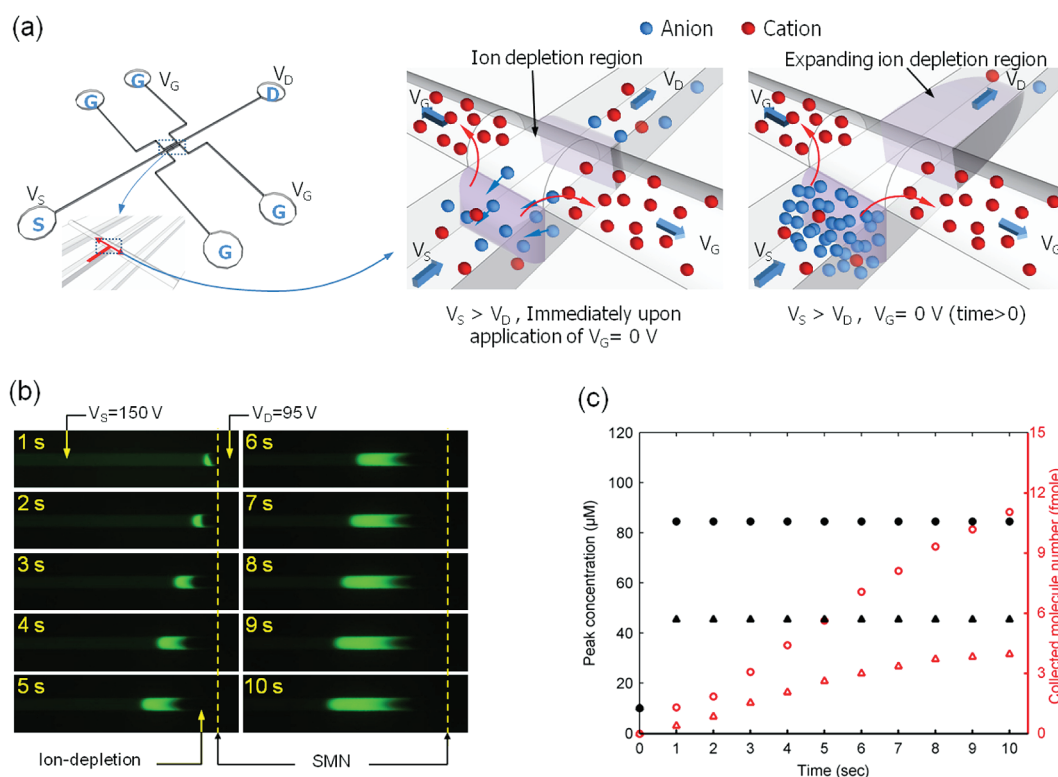 (a)
Anion Cation
Ion depletion region
Expanding ion depletion region
G
G
V_G
V_D
D
V_S
S
V_G
G
G
V_G
V_D
V_S
V_G
V_G
V_D
V_S
V_G
V_S > V_D , Immediately upon
application of V_G= 0 V
V_S > V_D , V_G= 0 V (time>0)
(b)
V_S=150 V
V_D=95 V
1 s
2 s
3 s
4 s
5 s
6 s
7 s
8 s
9 s
10 s
Ion-depletion
SMN
(c)
Peak concentration (µM)
120
100
80
60
40
20
0
15
12
9
6
3
0
Collected molecule number (fmole)
0 1 2 3 4 5 6 7 8 9 10
Time (sec)